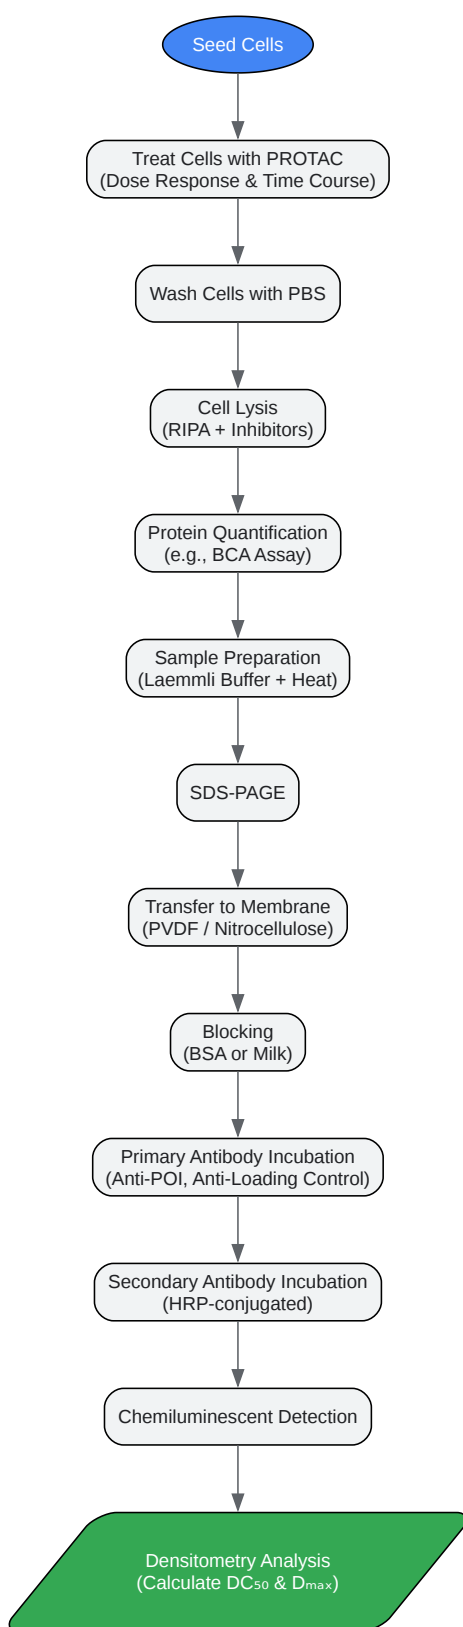 Seed Cells
Treat Cells with PROTAC
(Dose Response & Time Course)
Wash Cells with PBS
Cell Lysis
(RIPA + Inhibitors)
Protein Quantification
(e.g., BCA Assay)
Sample Preparation
(Laemmli Buffer + Heat)
SDS-PAGE
Transfer to Membrane
(PVDF / Nitrocellulose)
Blocking
(BSA or Milk)
Primary Antibody Incubation
(Anti-POI, Anti-Loading Control)
Secondary Antibody Incubation
(HRP-conjugated)
Chemiluminescent Detection
Densitometry Analysis
(Calculate DC₅₀ & Dₘₐₓ)